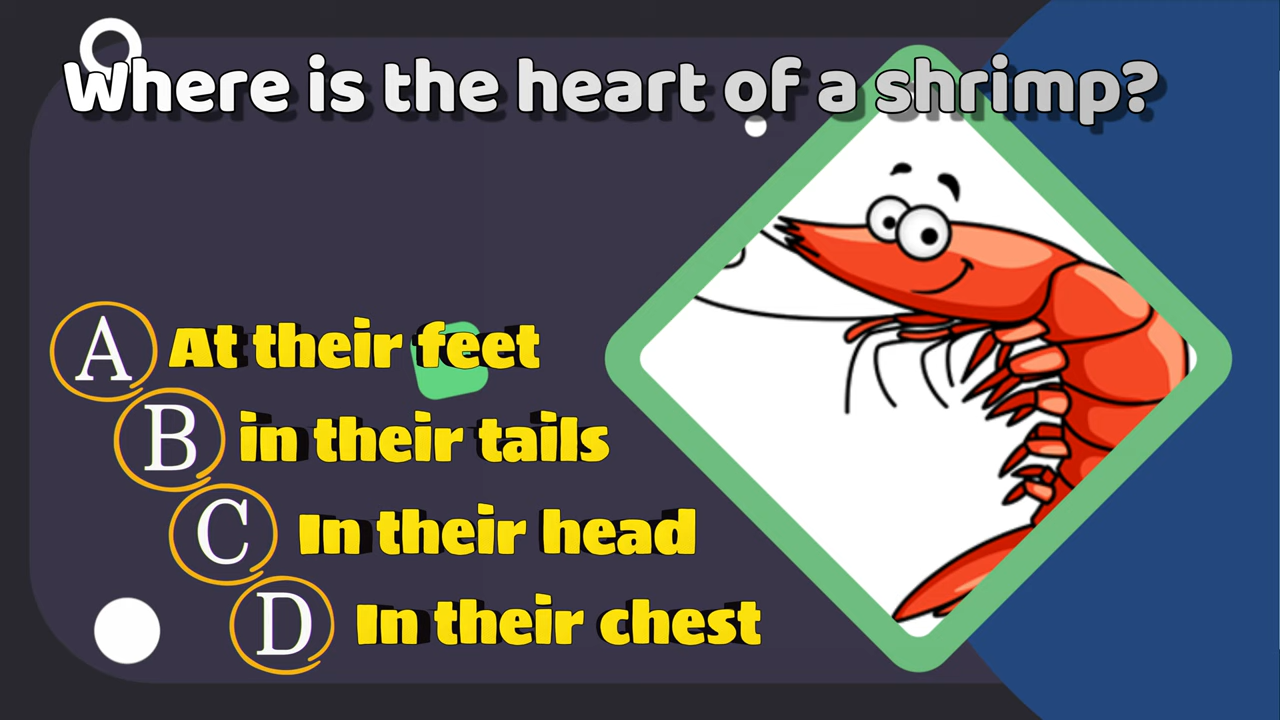 Where is the heart of a shrimp?
A At their feet
B in their tails
C In their head
D In their chest